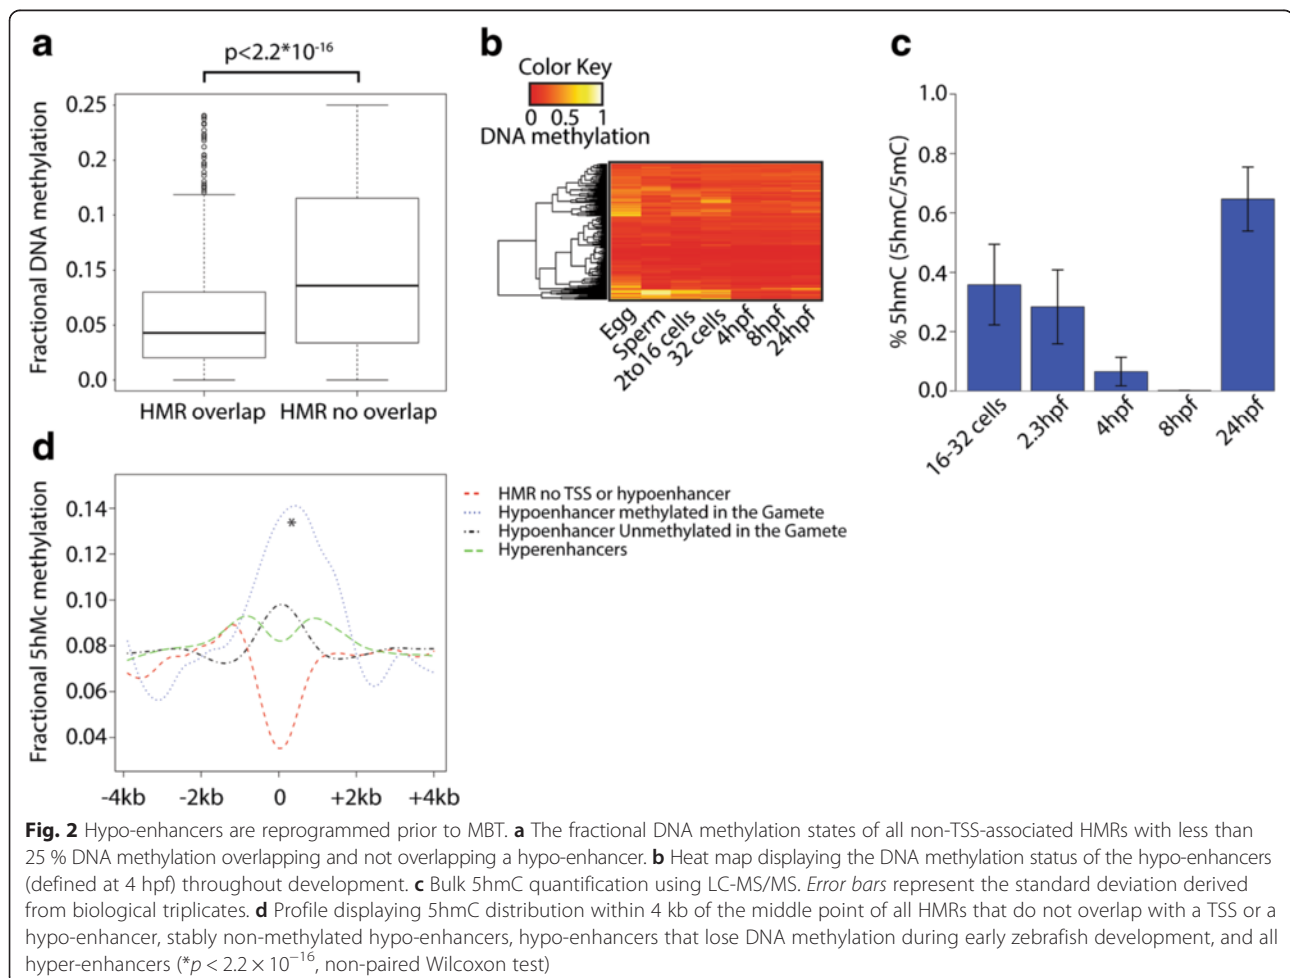 a
p<2.2*10-16
Fractional DNA methylation
0.25
0.2
0.1
0.15
0.05
0.0
HMR overlap
HMR no overlap
b
Color Key
0 0.5 1
DNA methylation
Egg
Sperm
2to16 cells
32 cells
4hpf
8hpf
24hpf
c
% 5hmC (5hmC/5mC)
1.0
0.8
0.6
0.4
0.2
0.0
16-32 cells
2.3hpf
4hpf
8hpf
24hpf
d
Fractional 5hMc methylation
0.14
0.12
0.10
0.08
0.06
0.04
-4kb
-2kb
0
+2kb
+4kb
HMR no TSS or hypoenhancer
Hypoenhancer methylated in the Gamete
Hypoenhancer Unmethylated in the Gamete
Hyperenhancers
*
Fig. 2 Hypo-enhancers are reprogrammed prior to MBT. a The fractional DNA methylation states of all non-TSS-associated HMRs with less than
25 % DNA methylation overlapping and not overlapping a hypo-enhancer. b Heat map displaying the DNA methylation status of the hypo-enhancers
(defined at 4 hpf) throughout development. c Bulk 5hmC quantification using LC-MS/MS. Error bars represent the standard deviation derived
from biological triplicates. d Profile displaying 5hmC distribution within 4 kb of the middle point of all HMRs that do not overlap with a TSS or a
hypo-enhancer, stably non-methylated hypo-enhancers, hypo-enhancers that lose DNA methylation during early zebrafish development, and all
hyper-enhancers (*p < 2.2 × 10−16, non-paired Wilcoxon test)